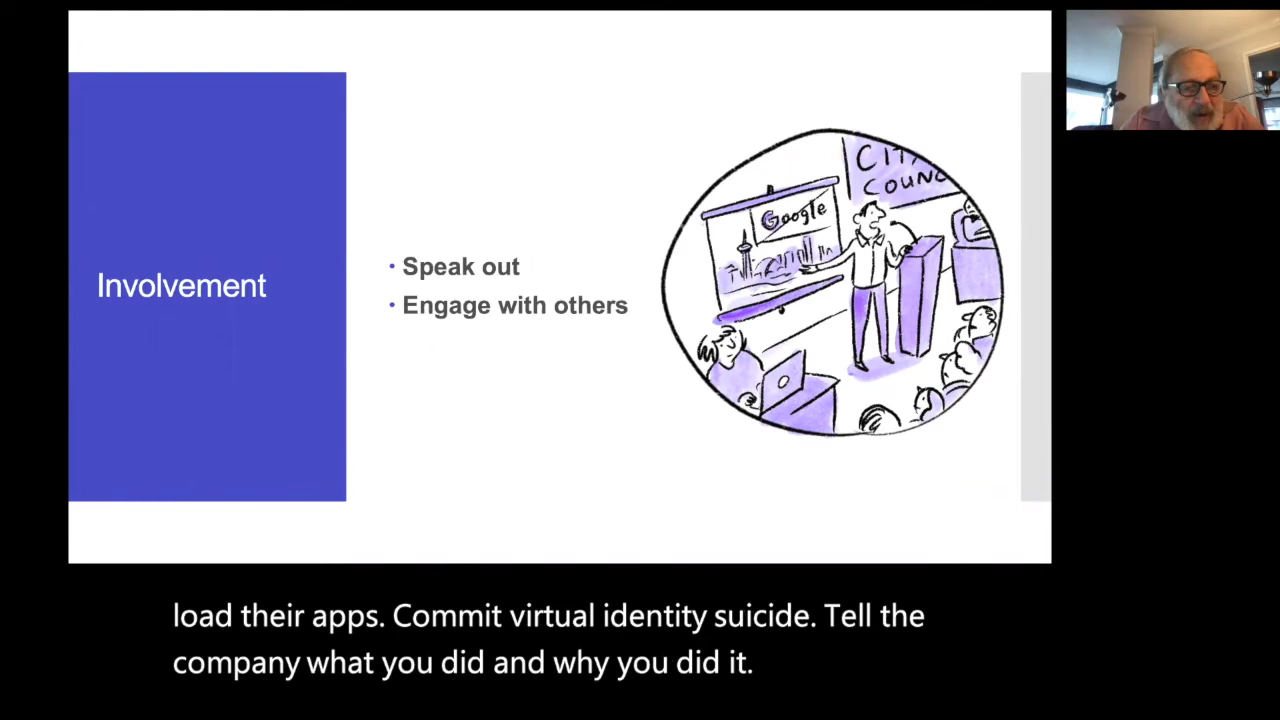 Involvement
• Speak out
• Engage with others
Google
load their apps. Commit virtual identity suicide. Tell the
company what you did and why you did it.